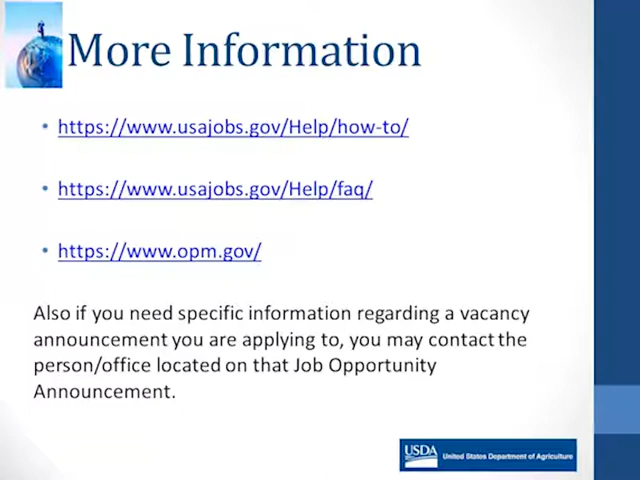 More Information
• https://www.usajobs.gov/Help/how-to/
• https://www.usajobs.gov/Help/faq/
• https://www.opm.gov/
Also if you need specific information regarding a vacancy
announcement you are applying to, you may contact the
person/office located on that Job Opportunity
Announcement.
USDA United States Department of Agriculture